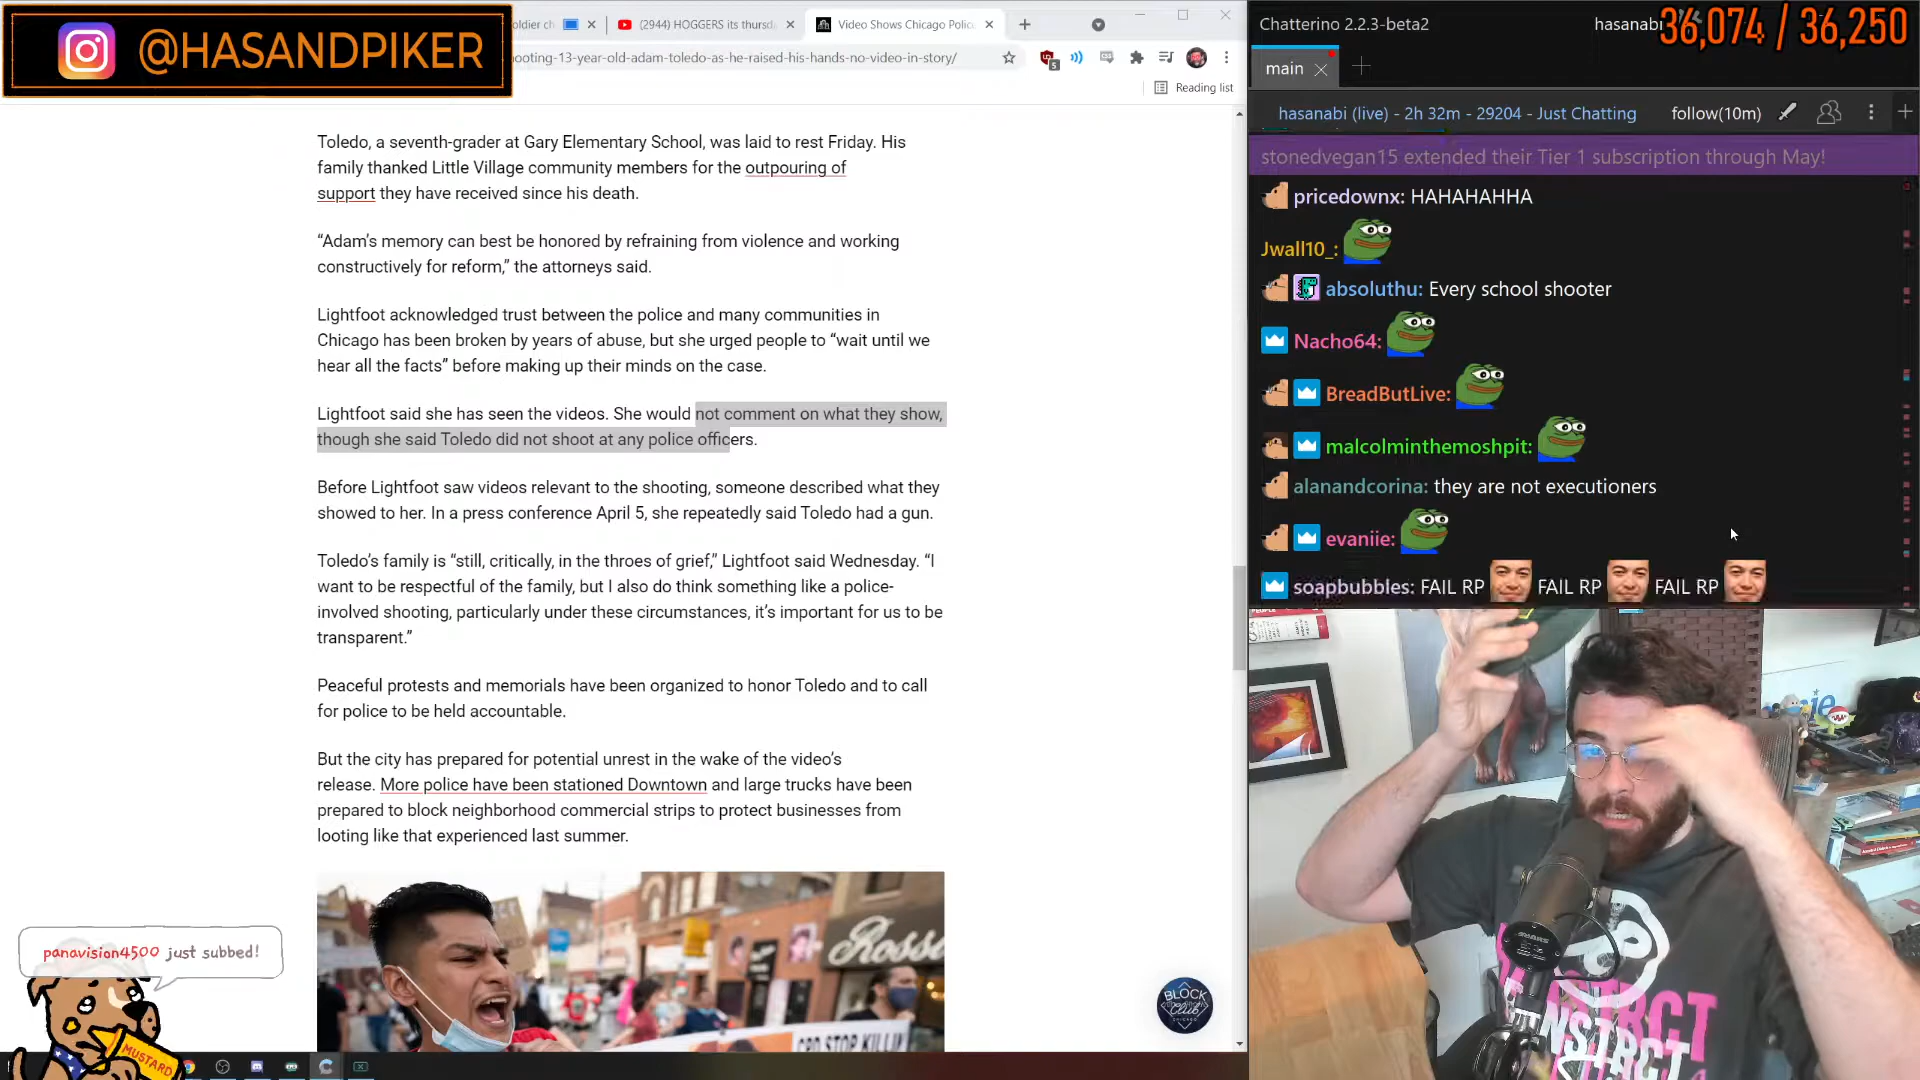 @HASANDPIKER
oldier ch
(2944) HOGGERS its thursd
Video Shows Chicago Polic
ooting-13-year-old-adam-toledo-as-he-raised-his-hands-no-video-in-story/
5
Reading list
Toledo, a seventh-grader at Gary Elementary School, was laid to rest Friday. His
family thanked Little Village community members for the outpouring of
support they have received since his death.
“Adam’s memory can best be honored by refraining from violence and working
constructively for reform,” the attorneys said.
Lightfoot acknowledged trust between the police and many communities in
Chicago has been broken by years of abuse, but she urged people to “wait until we
hear all the facts” before making up their minds on the case.
Lightfoot said she has seen the videos. She would not comment on what they show,
though she said Toledo did not shoot at any police officers.
Before Lightfoot saw videos relevant to the shooting, someone described what they
showed to her. In a press conference April 5, she repeatedly said Toledo had a gun.
Toledo’s family is “still, critically, in the throes of grief,” Lightfoot said Wednesday. “I
want to be respectful of the family, but I also do think something like a police-
involved shooting, particularly under these circumstances, it’s important for us to be
transparent.”
Peaceful protests and memorials have been organized to honor Toledo and to call
for police to be held accountable.
But the city has prepared for potential unrest in the wake of the video’s
release. More police have been stationed Downtown and large trucks have been
prepared to block neighborhood commercial strips to protect businesses from
looting like that experienced last summer.
Ross
CPD STOP KILLIN
BLOCK
Club
CHICAGO
panavision4500 just subbed!
MUSTARD
Chatterino 2.2.3-beta2
hasanabi
36,074 / 36,250
main
hasanabi (live) - 2h 32m - 29204 - Just Chatting
follow(10m)
stonedvegan15 extended their Tier 1 subscription through May!
pricedownx: HAHAHAHHA
Jwall10_:
absoluthu: Every school shooter
Nacho64:
BreadButLive:
malcolminthemoshpit:
alanandcorina: they are not executioners
evaniie:
soapbubbles: FAIL RP FAIL RP FAIL RP
SHURE